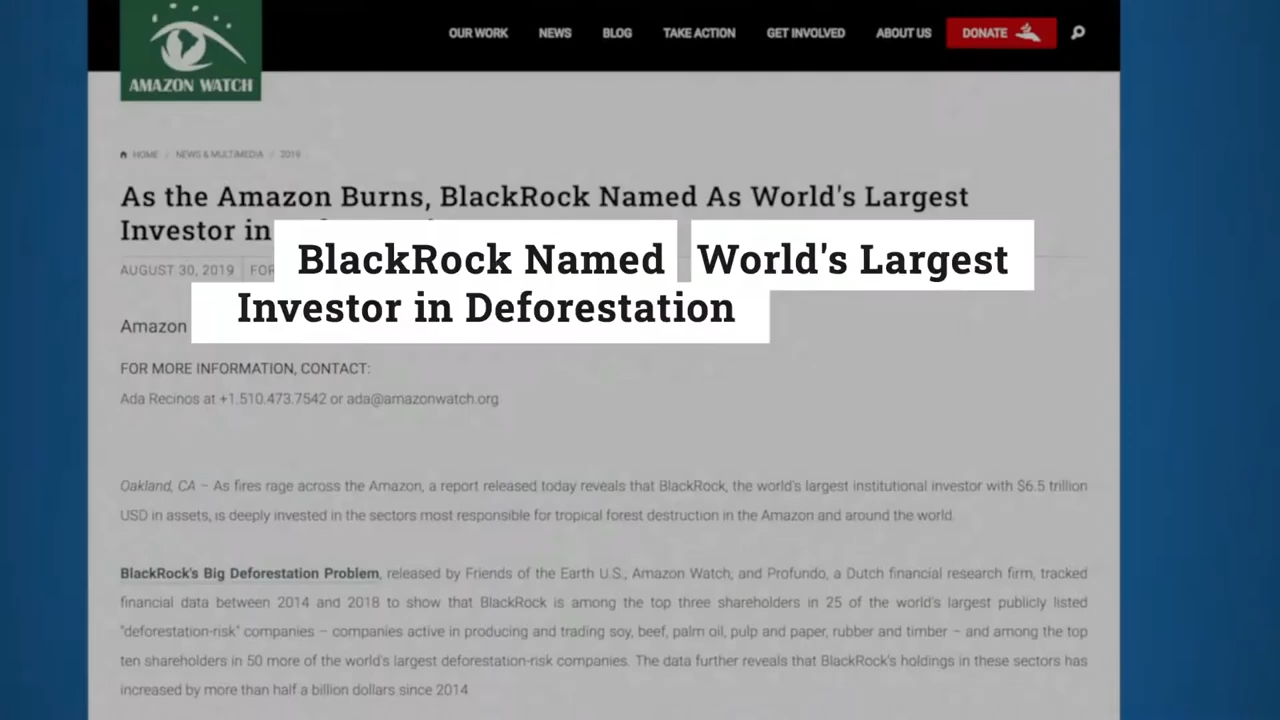 OUR WORK NEWS BLOG TAKE ACTION GET INVOLVED ABOUT US DONATE
AMAZON WATCH
HOME / NEWS & MULTIMEDIA / 2019
As the Amazon Burns, BlackRock Named As World's Largest
Investor in
BlackRock Named World's Largest
AUGUST 30, 2019 FOR
Investor in Deforestation
Amazon
FOR MORE INFORMATION, CONTACT:
Ada Recinos at +1.510.473.7542 or ada@amazonwatch.org
Oakland, CA – As fires rage across the Amazon, a report released today reveals that BlackRock, the world's largest institutional investor with $6.5 trillion
USD in assets, is deeply invested in the sectors most responsible for tropical forest destruction in the Amazon and around the world.
BlackRock's Big Deforestation Problem, released by Friends of the Earth U.S., Amazon Watch, and Profundo, a Dutch financial research firm, tracked
financial data between 2014 and 2018 to show that BlackRock is among the top three shareholders in 25 of the world's largest publicly listed
"deforestation-risk" companies – companies active in producing and trading soy, beef, palm oil, pulp and paper, rubber and timber – and among the top
ten shareholders in 50 more of the world's largest deforestation-risk companies. The data further reveals that BlackRock's holdings in these sectors has
increased by more than half a billion dollars since 2014